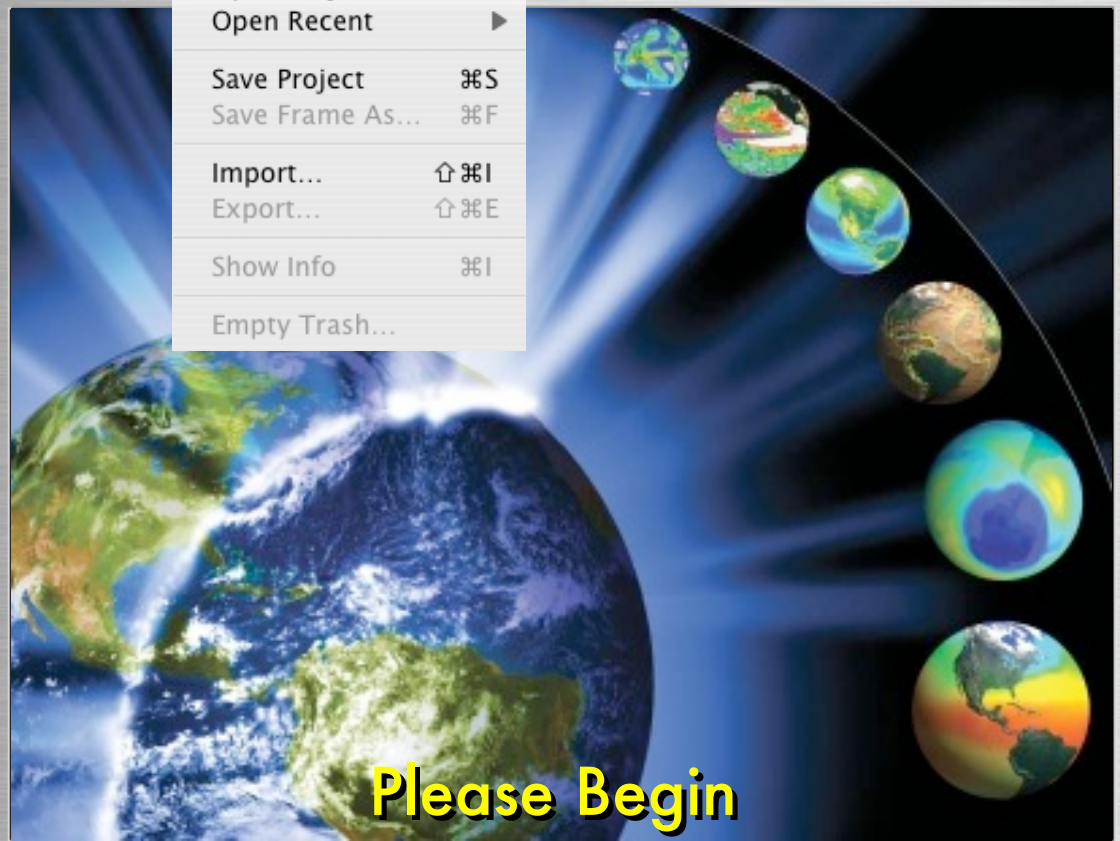 Open Recent
Save Project ⌘S
Save Frame As... ⌘F
Import... ⇧⌘I
Export... ⇧⌘E
Show Info ⌘I
Empty Trash...
Please Begin